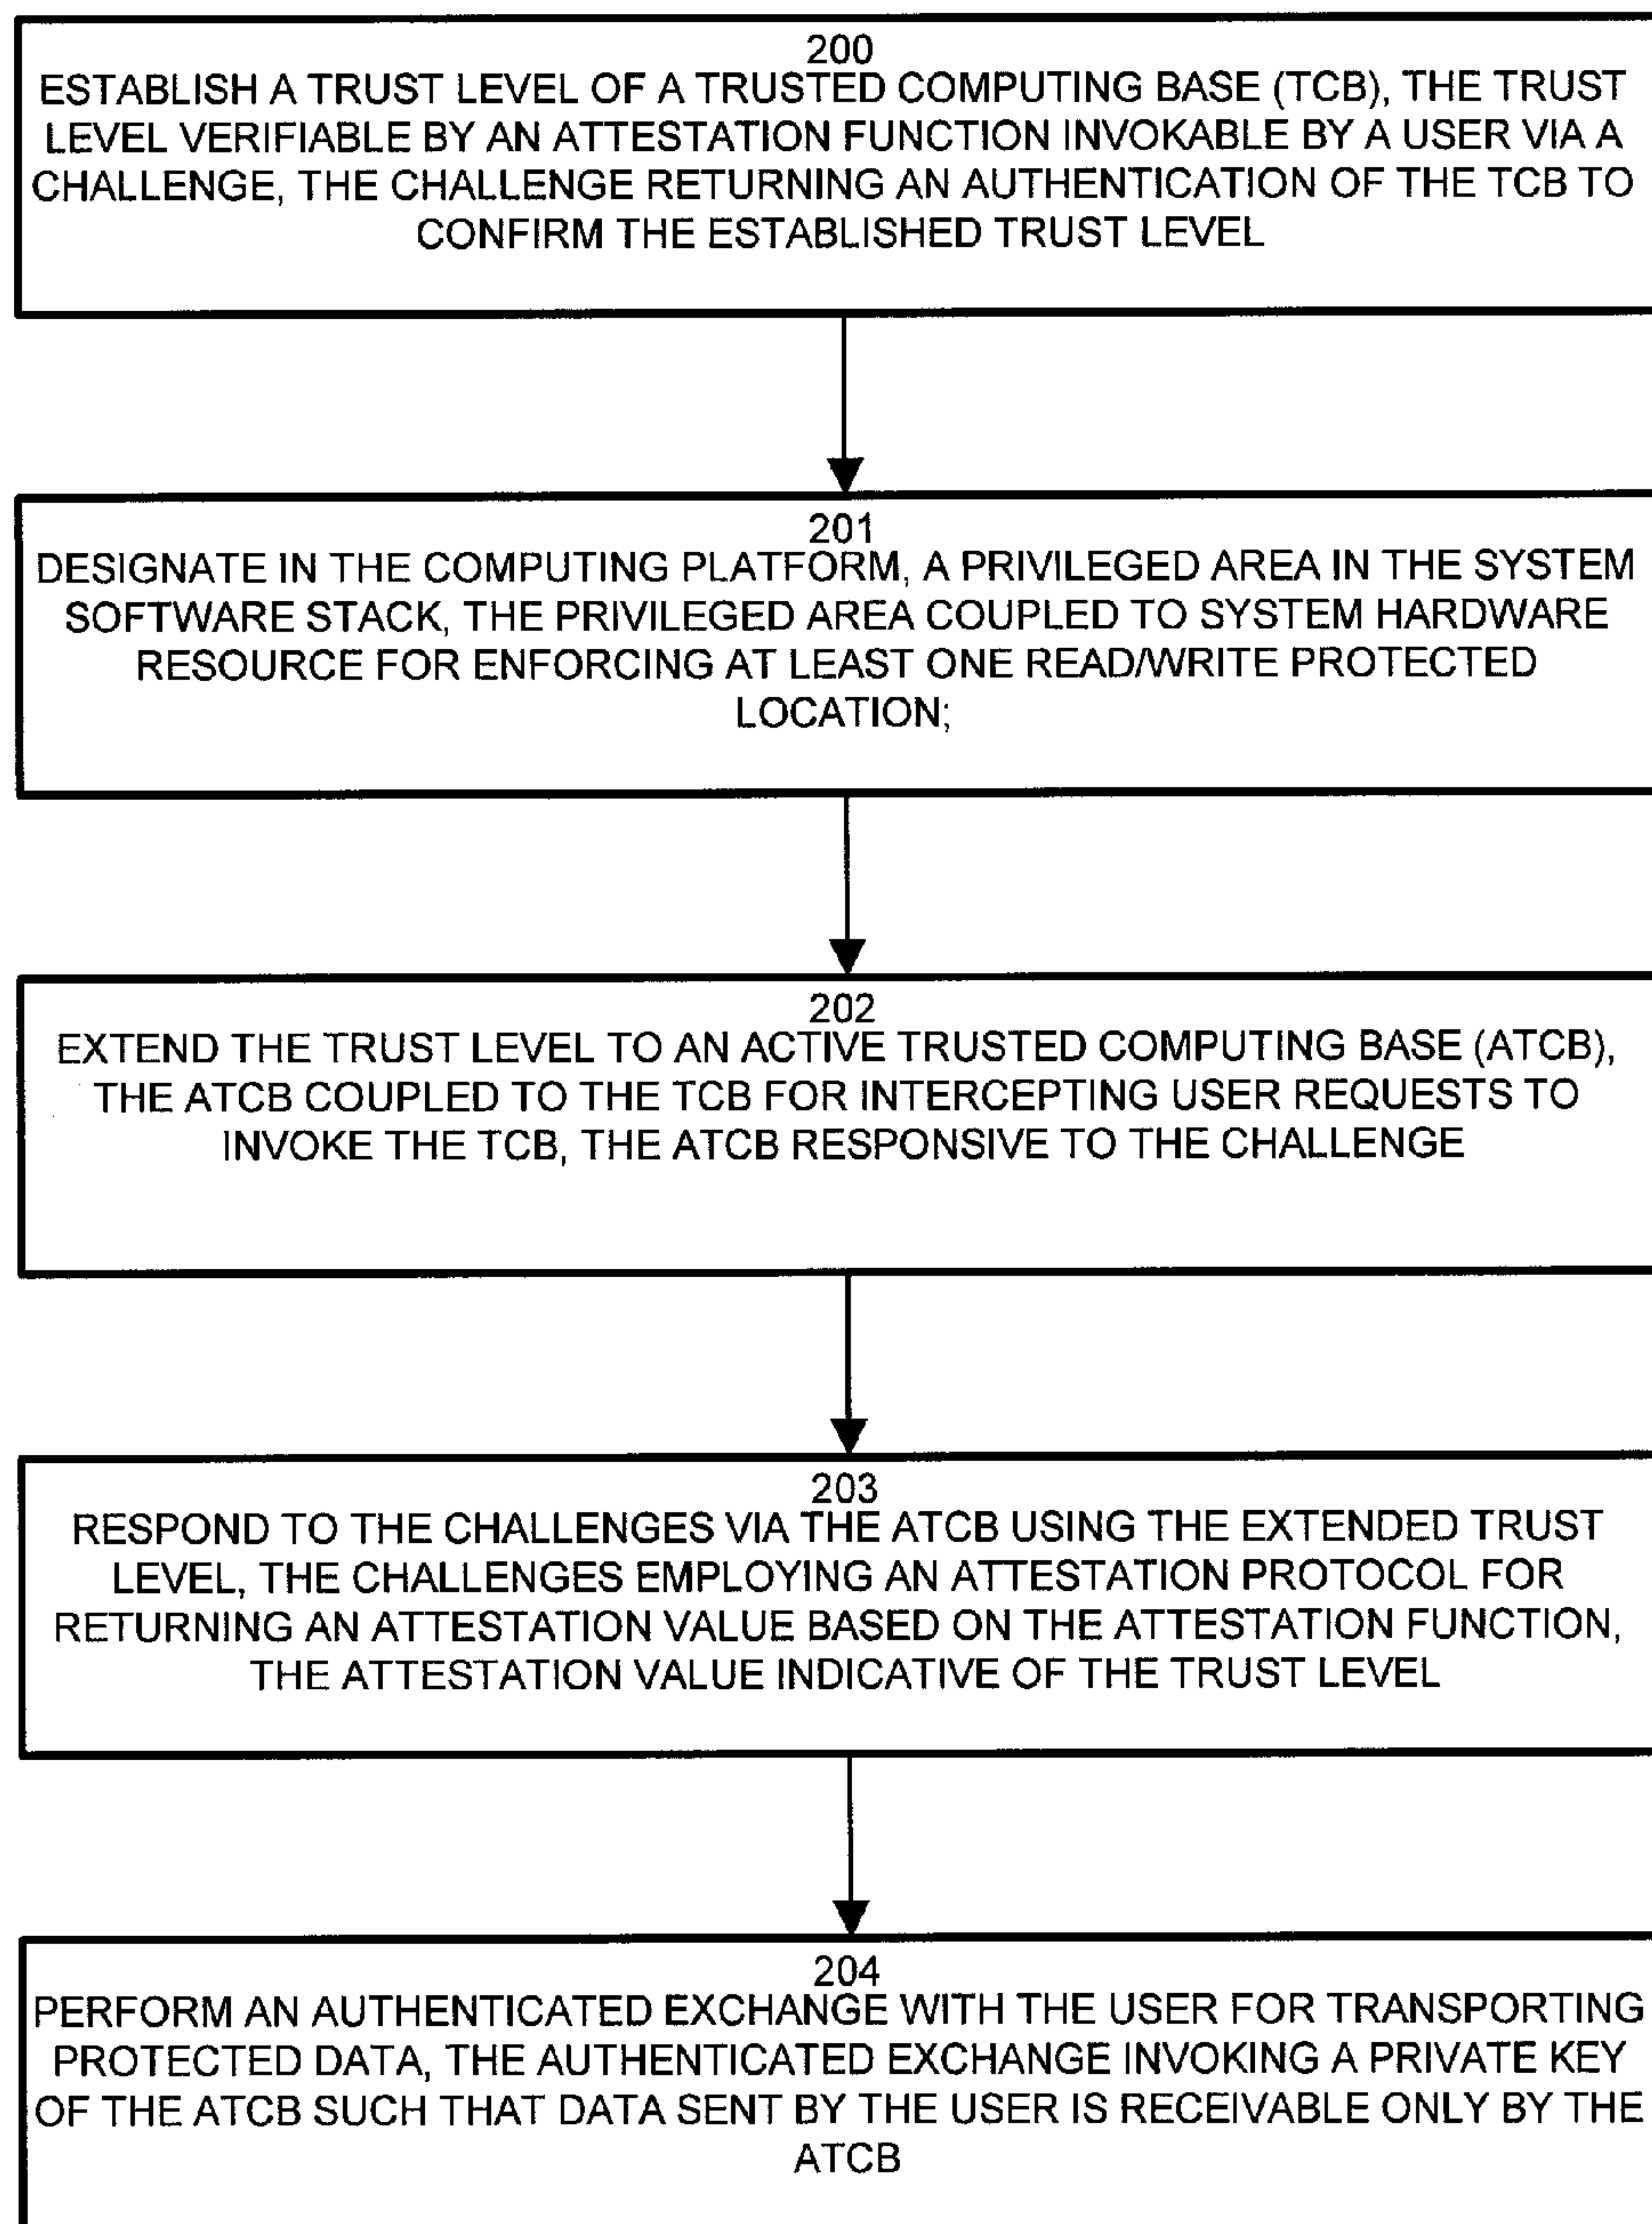 200
ESTABLISH A TRUST LEVEL OF A TRUSTED COMPUTING BASE (TCB), THE TRUST
LEVEL VERIFIABLE BY AN ATTESTATION FUNCTION INVOKABLE BY A USER VIA A
CHALLENGE, THE CHALLENGE RETURNING AN AUTHENTICATION OF THE TCB TO
CONFIRM THE ESTABLISHED TRUST LEVEL
201
DESIGNATE IN THE COMPUTING PLATFORM, A PRIVILEGED AREA IN THE SYSTEM
SOFTWARE STACK, THE PRIVILEGED AREA COUPLED TO SYSTEM HARDWARE
RESOURCE FOR ENFORCING AT LEAST ONE READ/WRITE PROTECTED
LOCATION;
202
EXTEND THE TRUST LEVEL TO AN ACTIVE TRUSTED COMPUTING BASE (ATCB),
THE ATCB COUPLED TO THE TCB FOR INTERCEPTING USER REQUESTS TO
INVOKE THE TCB, THE ATCB RESPONSIVE TO THE CHALLENGE
203
RESPOND TO THE CHALLENGES VIA THE ATCB USING THE EXTENDED TRUST
LEVEL, THE CHALLENGES EMPLOYING AN ATTESTATION PROTOCOL FOR
RETURNING AN ATTESTATION VALUE BASED ON THE ATTESTATION FUNCTION,
THE ATTESTATION VALUE INDICATIVE OF THE TRUST LEVEL
204
PERFORM AN AUTHENTICATED EXCHANGE WITH THE USER FOR TRANSPORTING
PROTECTED DATA, THE AUTHENTICATED EXCHANGE INVOKING A PRIVATE KEY
OF THE ATCB SUCH THAT DATA SENT BY THE USER IS RECEIVABLE ONLY BY THE
ATCB